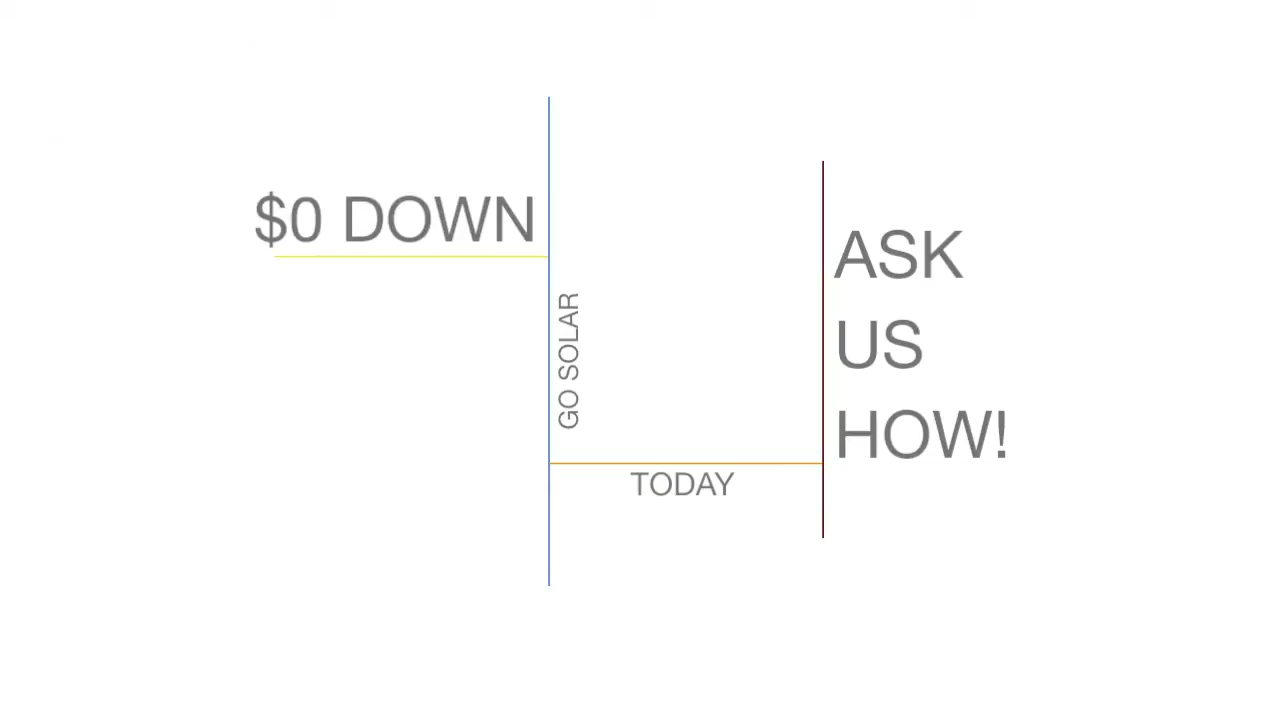 $0 DOWN
GO SOLAR
TODAY
ASK
US
HOW!